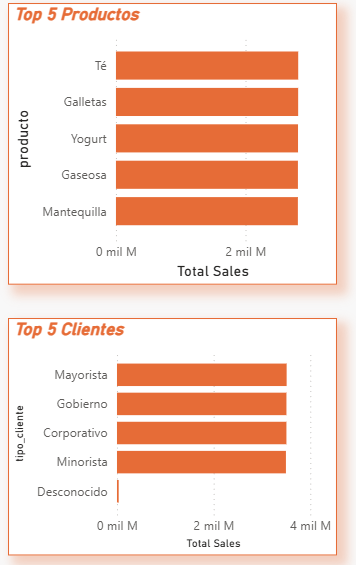 Top 5 Productos
producto
Té
Galletas
Yogurt
Gaseosa
Mantequilla
0 mil M 2 mil M
Total Sales
Top 5 Clientes
tipo_cliente
Mayorista
Gobierno
Corporativo
Minorista
Desconocido
0 mil M 2 mil M 4 mil M
Total Sales